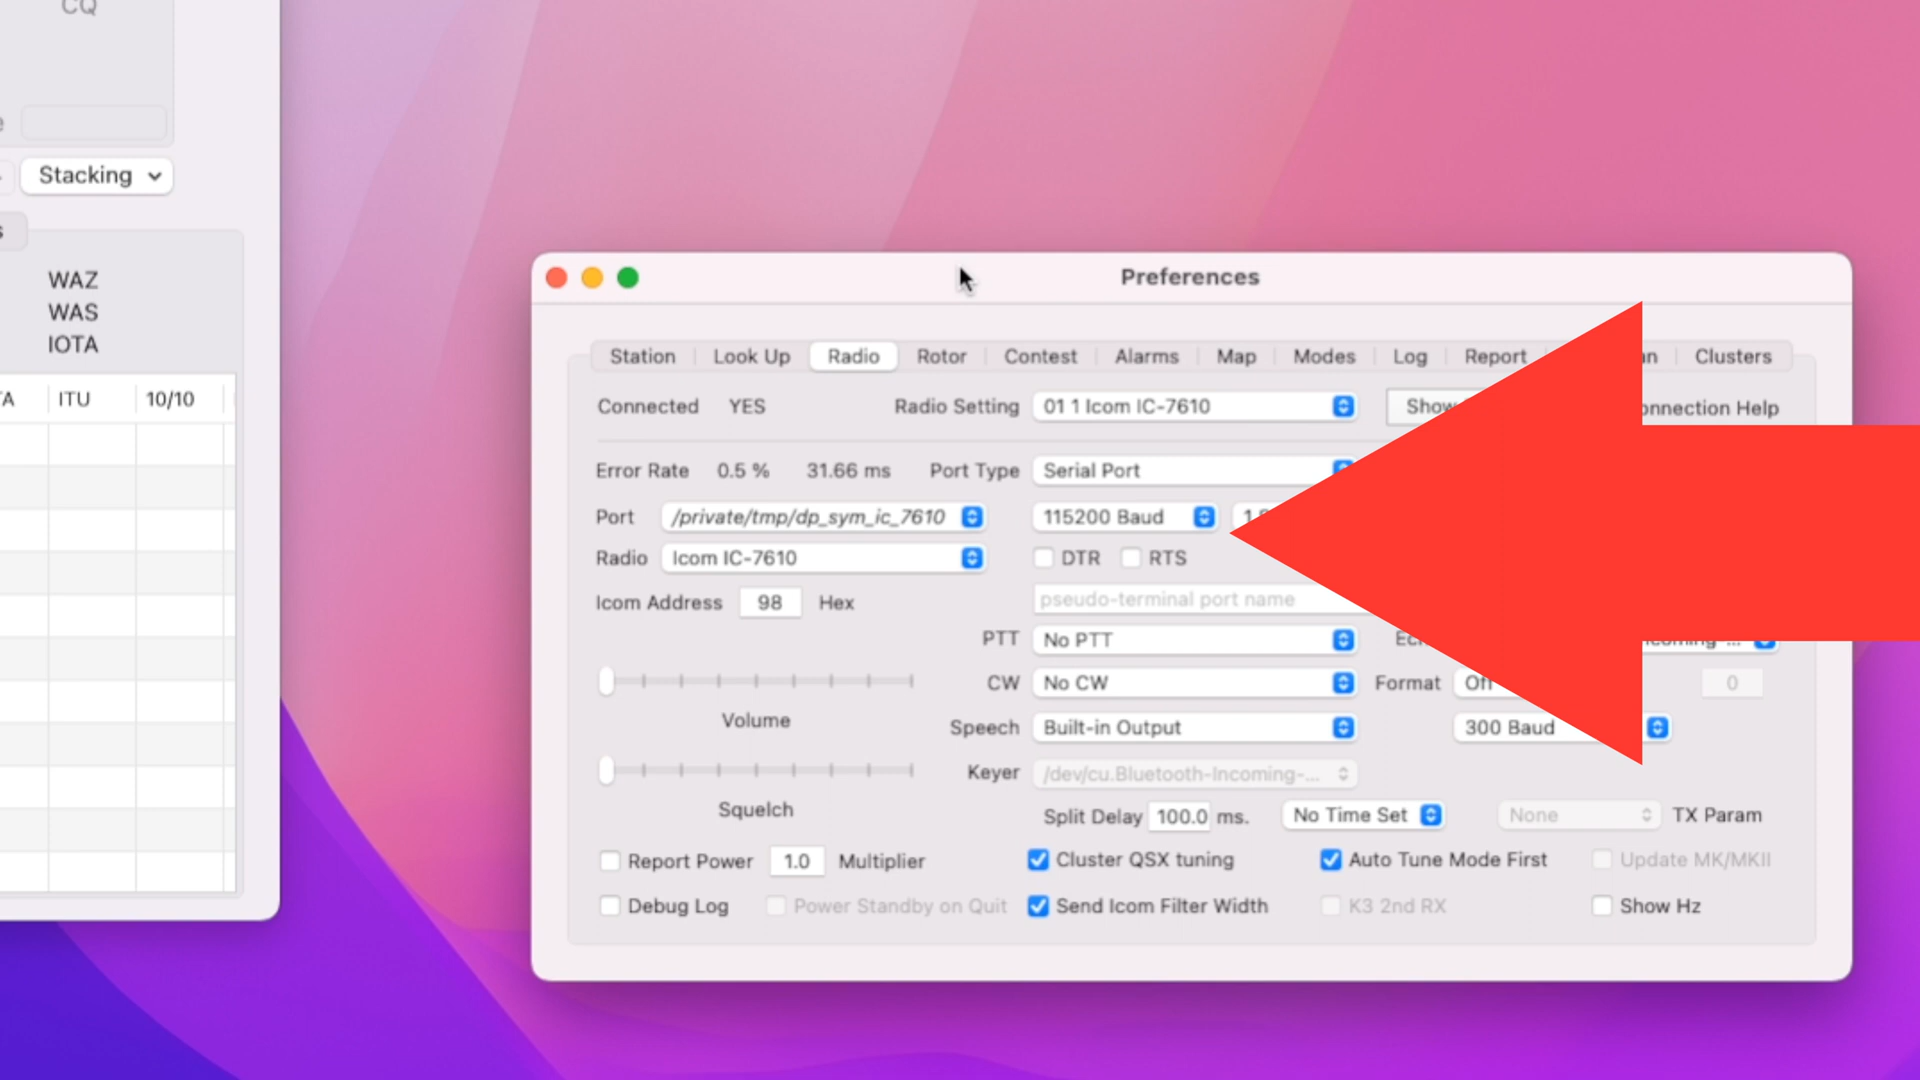 CQ
Stacking
WAZ
WAS
IOTA
ITU 10/10
Preferences
Station Look Up Radio Rotor Contest Alarms Map Modes Log Report Clusters
Connected YES Radio Setting 01 1 Icom IC-7610 Show Help
Error Rate 0.5 % 31.66 ms Port Type Serial Port
Port /private/tmp/dp_sym_ic_7610 115200 Baud
Radio Icom IC-7610 DTR RTS
Icom Address 98 Hex pseudo-terminal port name
PTT No PTT
CW No CW Format Off 0
Volume
Speech Built-in Output 300 Baud
Keyer /dev/cu.Bluetooth-Incoming-...
Squelch
Split Delay 100.0 ms. No Time Set None TX Param
Report Power 1.0 Multiplier Cluster QSX tuning Auto Tune Mode First Update MK/MKII
Debug Log Power Standby on Quit Send Icom Filter Width K3 2nd RX Show Hz